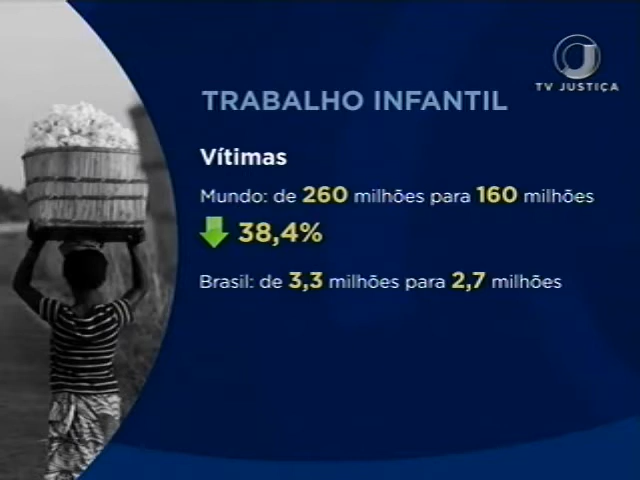 TV JUSTIÇA
TRABALHO INFANTIL
Vítimas
Mundo: de 260 milhões para 160 milhões
38,4%
Brasil: de 3,3 milhões para 2,7 milhões